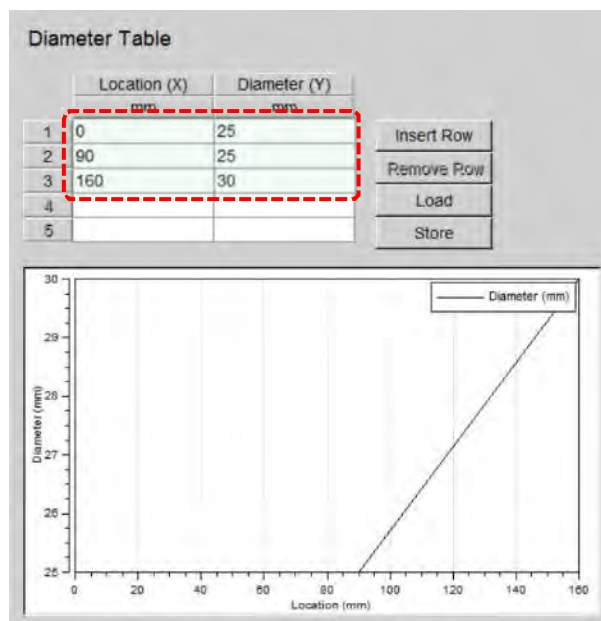 Diameter Table
Location (X) Diameter (Y)
mm mm
1 0 25
2 90 25
3 160 30
4
5
Insert Row
Remove Row
Load
Store
Diameter (mm)
30
29
28
27
26
25
Diameter (mm)
0 20 40 60 80 100 120 140 160
Location (mm)